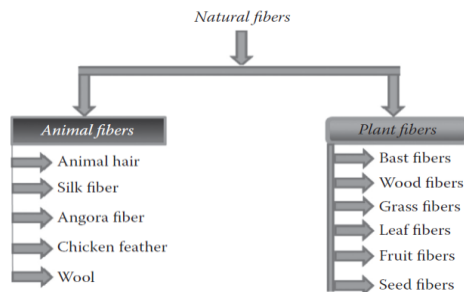 Natural fibers
Animal fibers
Animal hair
Silk fiber
Angora fiber
Chicken feather
Wool
Plant fibers
Bast fibers
Wood fibers
Grass fibers
Leaf fibers
Fruit fibers
Seed fibers